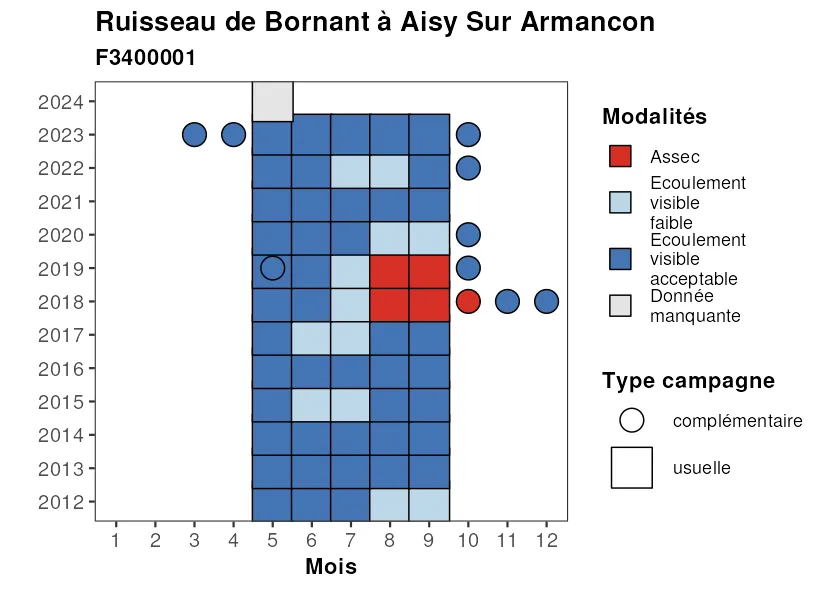 Ruisseau de Bornant à Aisy Sur Armancon
F3400001
2024
2023
2022
2021
2020
2019
2018
2017
2016
2015
2014
2013
2012
1 2 3 4 5 6 7 8 9 10 11 12
Mois
Modalités
Assec
Ecoulement
visible
faible
Ecoulement
visible
acceptable
Donnée
manquante
Type campagne
complémentaire
usuelle